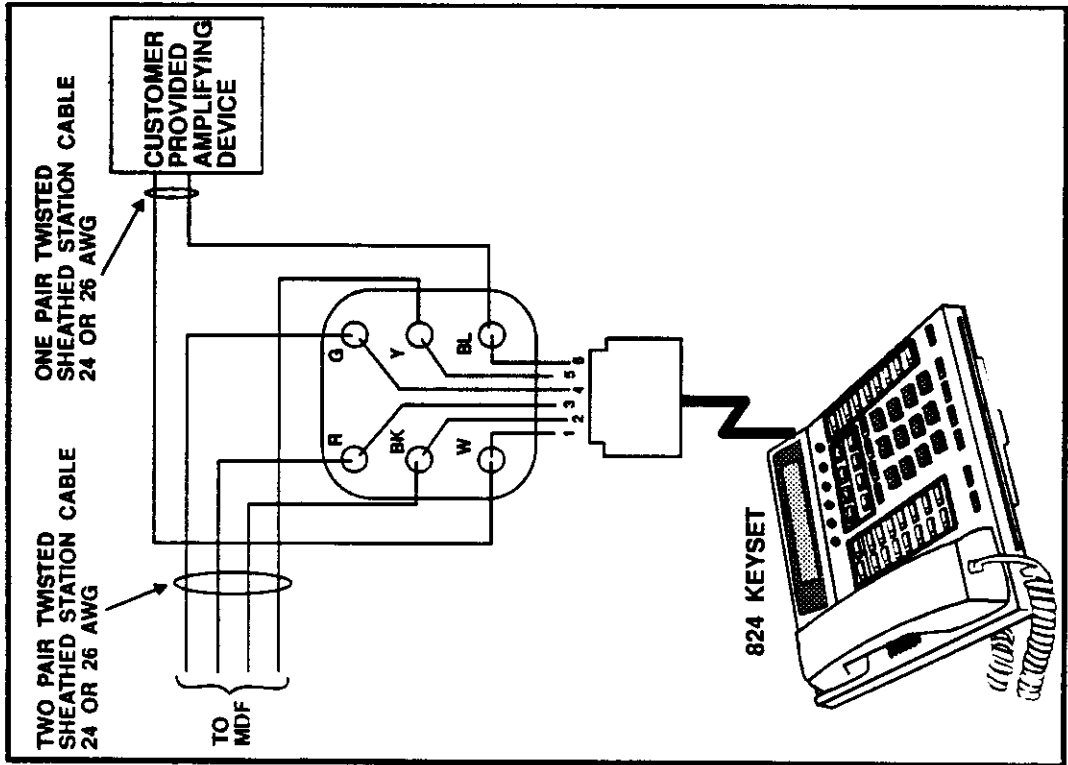 TWO PAIR TWISTED
SHEATHED STATION CABLE
24 OR 26 AWG
ONE PAIR TWISTED
SHEATHED STATION CABLE
24 OR 26 AWG
CUSTOMER
PROVIDED
AMPLIFYING
DEVICE
TO
MDF
R
G
BK
Y
W
BL
1 2 3 4 5 6
824 KEYSET